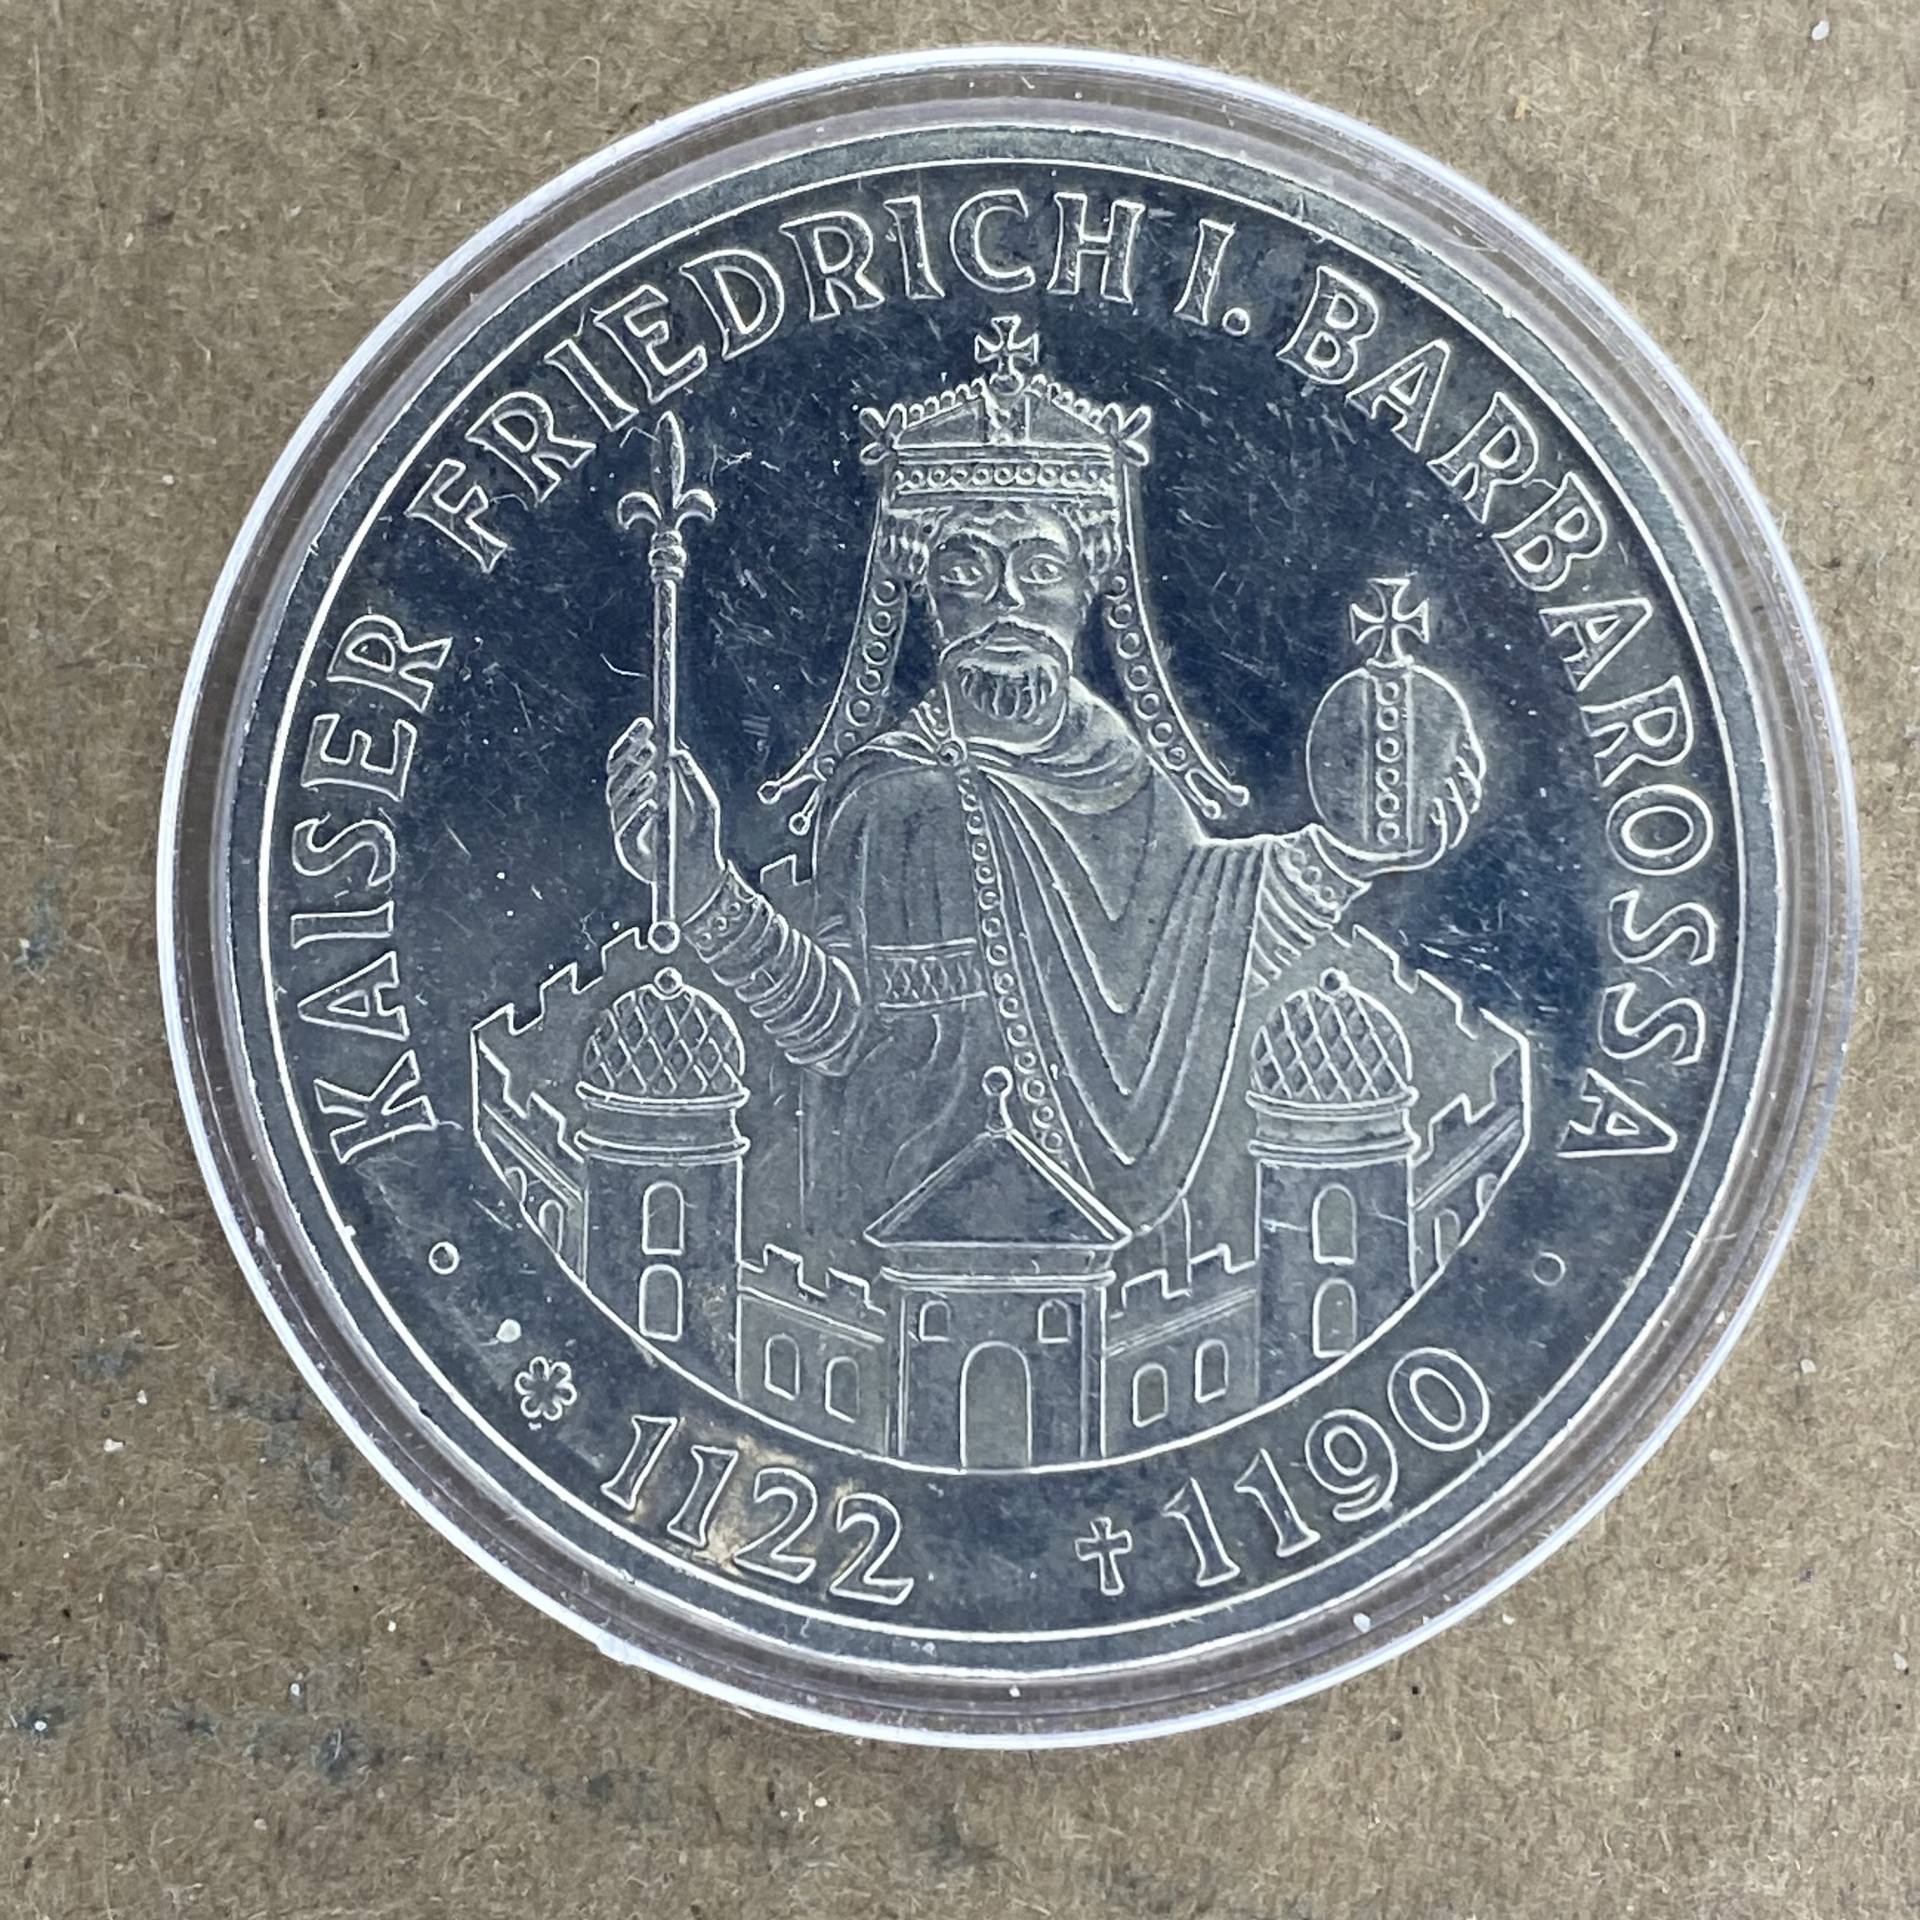 KAISER FRIEDRICH I. BARBAROSSA
* 1122 † 1190